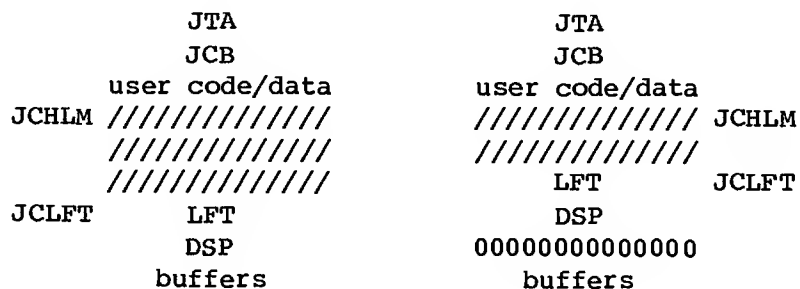 JTA JTA
JCB JCB
user code/data user code/data
JCHLM ////////////// ////////////// JCHLM
////////////// //////////////
////////////// LFT JCLFT
JCLFT LFT DSP
DSP 00000000000000
buffers buffers